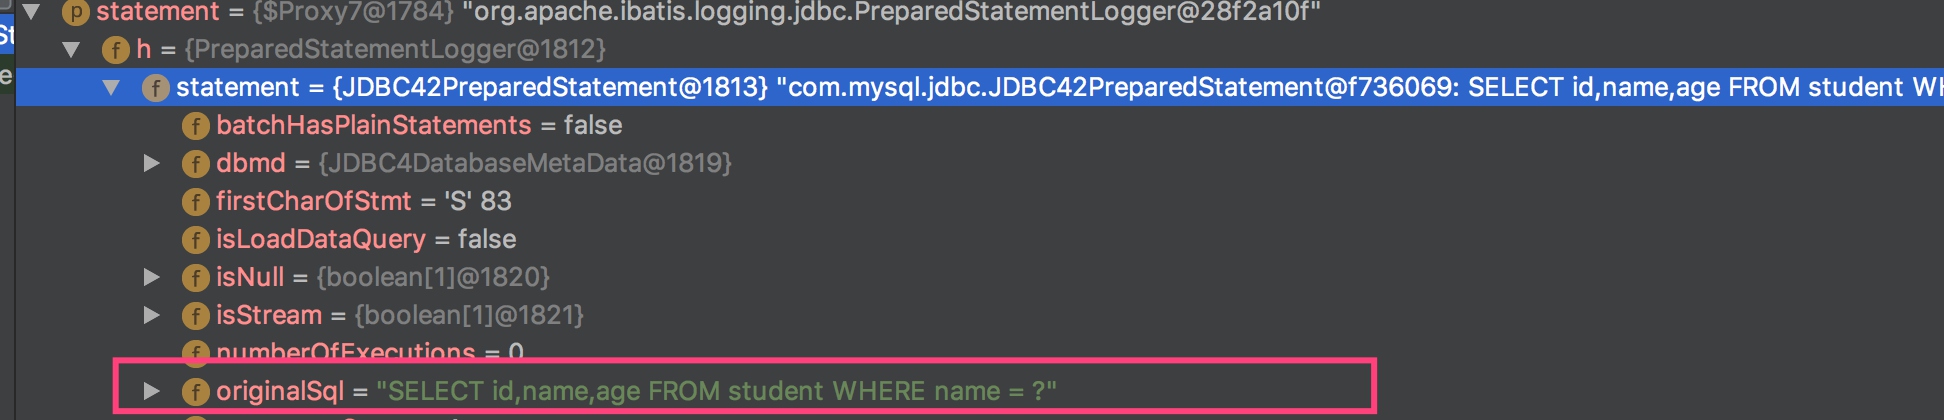 p statement = {$Proxy7@1784} "org.apache.ibatis.logging.jdbc.PreparedStatementLogger@28f2a10f"
f h = {PreparedStatementLogger@1812}
f statement = {JDBC42PreparedStatement@1813} "com.mysql.jdbc.JDBC42PreparedStatement@f736069: SELECT id,name,age FROM student WH
f batchHasPlainStatements = false
f dbmd = {JDBC4DatabaseMetaData@1819}
f firstCharOfStmt = 'S' 83
f isLoadDataQuery = false
f isNull = {boolean[1]@1820}
f isStream = {boolean[1]@1821}
f numberOfExecutions = 0
f originalSql = "SELECT id,name,age FROM student WHERE name = ?"